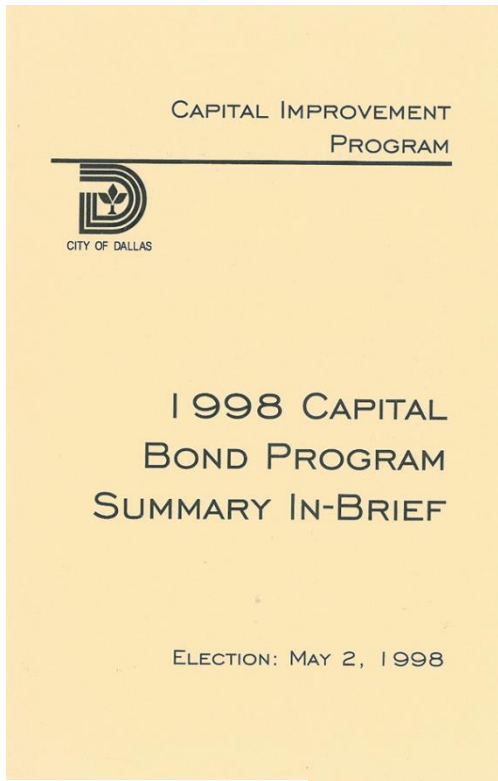 CAPITAL IMPROVEMENT
PROGRAM
CITY OF DALLAS
1998 CAPITAL
BOND PROGRAM
SUMMARY IN-BRIEF
ELECTION: MAY 2, 1998